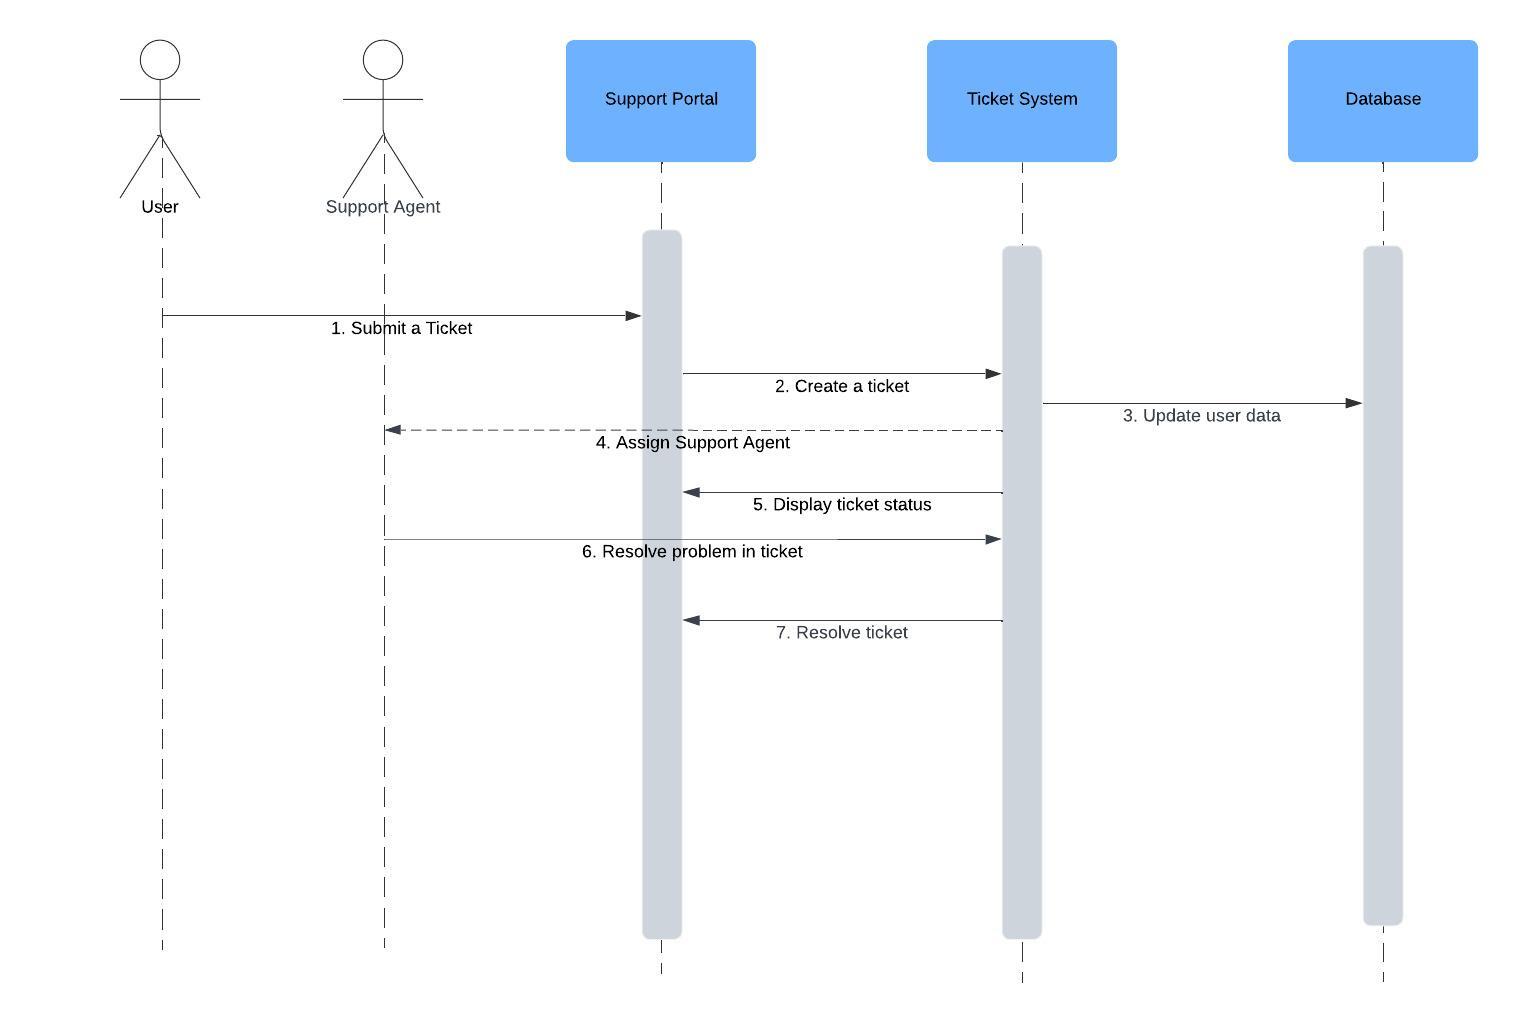 Support Portal
Ticket System
Database
User
Support Agent
1. Submit a Ticket
2. Create a ticket
3. Update user data
4. Assign Support Agent
5. Display ticket status
6. Resolve problem in ticket
7. Resolve ticket